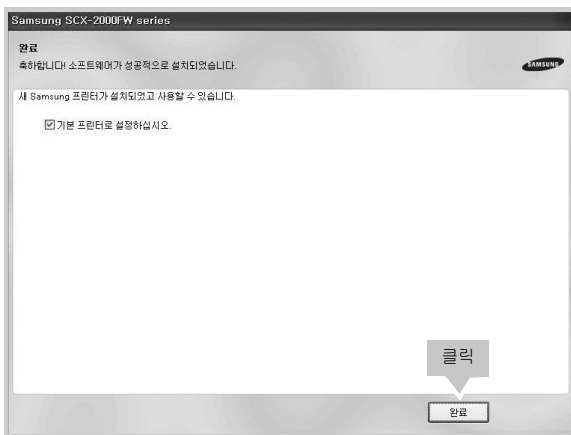 Samsung SCX-2000FW series
완료
축하합니다! 소프트웨어가 성공적으로 설치되었습니다.
SAMSUNG
새 Samsung 프린터가 설치되었고 사용할 수 있습니다.
기본 프린터로 설정하십시오.
클릭
완료